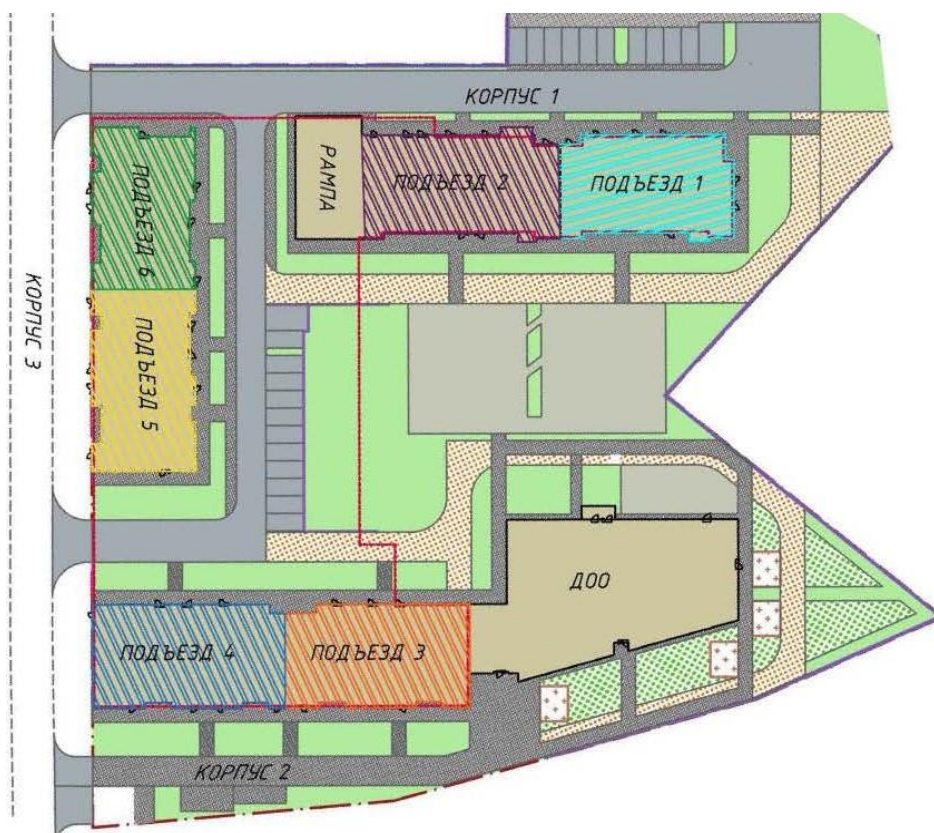 КОРПУС 1
РАМПА
ПОДЪЕЗД 2
ПОДЪЕЗД 1
ПОДЪЕЗД 6
КОРПУС 3
ПОДЪЕЗД 5
ДОО
ПОДЪЕЗД 4
ПОДЪЕЗД 3
КОРПУС 2